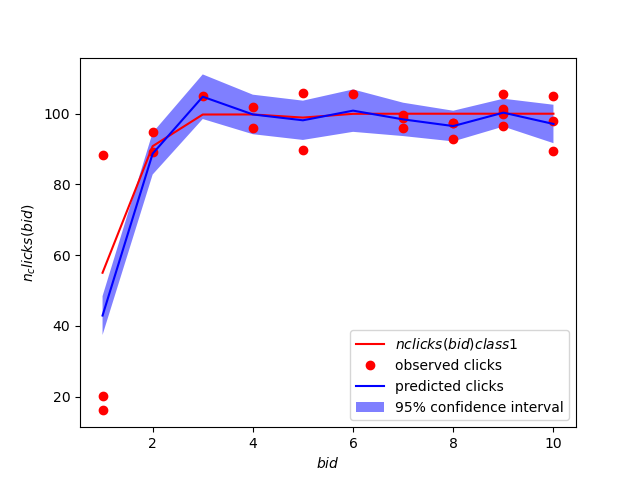 100
80
60
40
20
n_clicks(bid)
nclicks(bid)class1
observed clicks
predicted clicks
95% confidence interval
2 4 6 8 10
bid